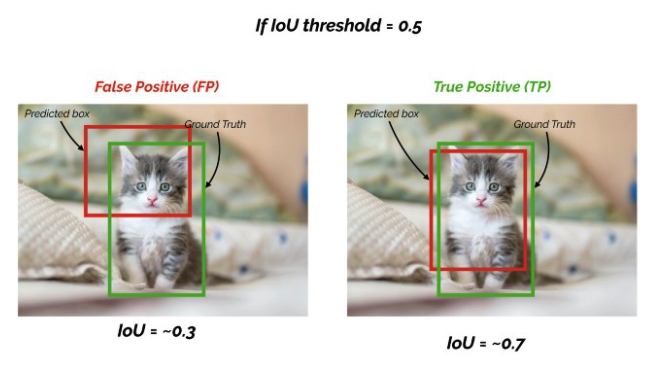 If IoU threshold = 0.5
False Positive (FP)
True Positive (TP)
Predicted box
Ground Truth
Predicted box
Ground Truth
IoU = ~0.3
IoU = ~0.7